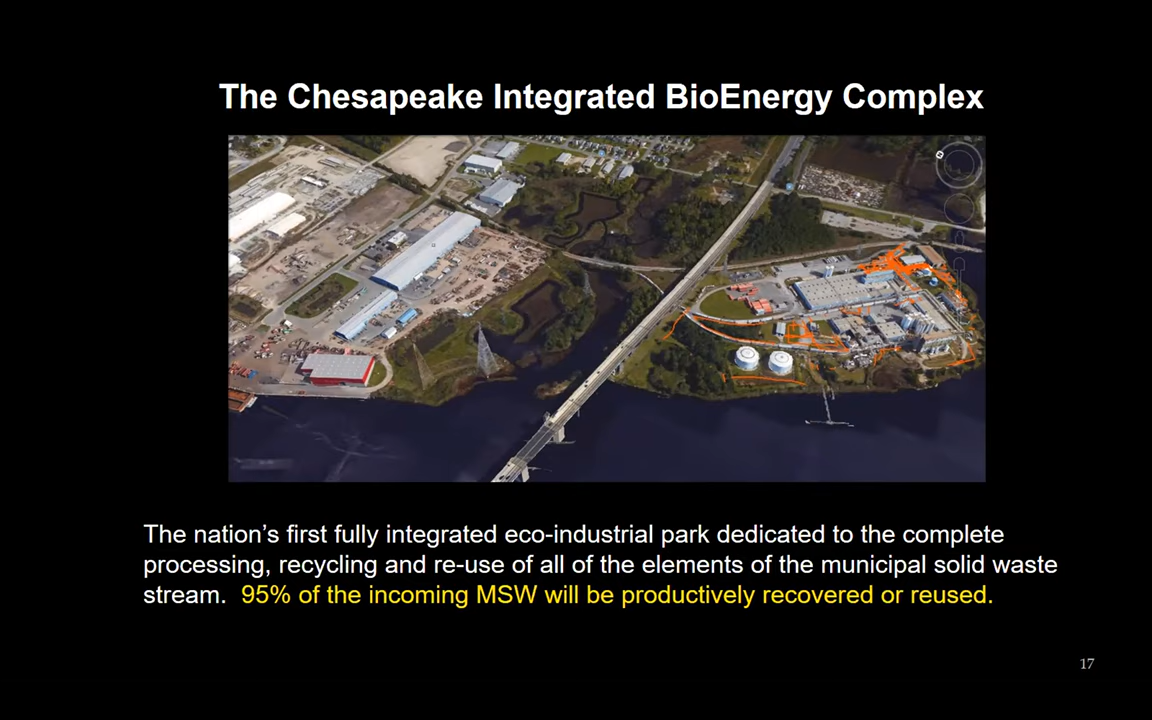 The Chesapeake Integrated BioEnergy Complex
The nation’s first fully integrated eco-industrial park dedicated to the complete
processing, recycling and re-use of all of the elements of the municipal solid waste
stream.  95% of the incoming MSW will be productively recovered or reused.
17